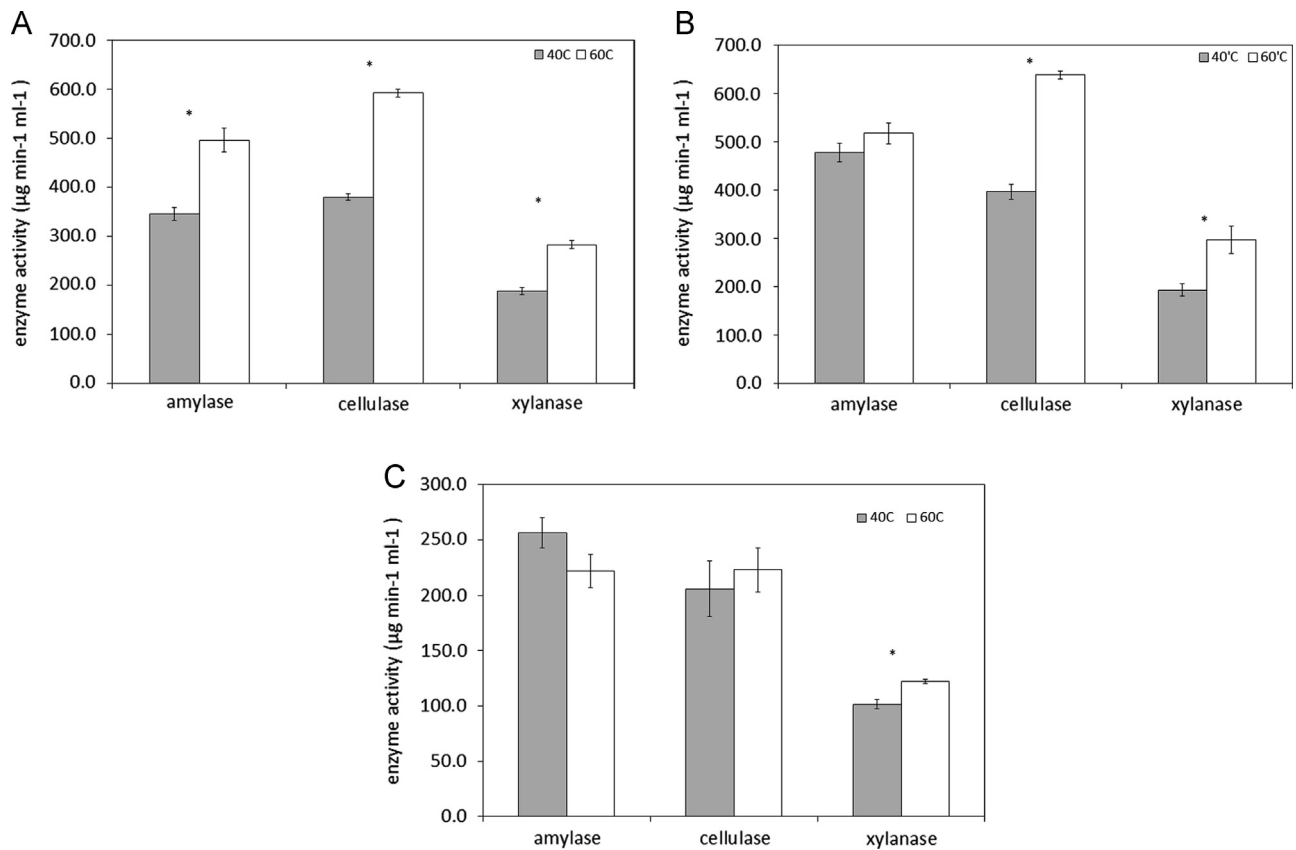 A
700.0
600.0
500.0
400.0
300.0
200.0
100.0
0.0
enzyme activity (µg min-1 ml-1 )
40C 60C
*
*
*
amylase cellulase xylanase
B
700.0
600.0
500.0
400.0
300.0
200.0
100.0
0.0
enzyme activity (µg min-1 ml-1 )
40'C 60'C
*
*
amylase cellulase xylanase
C
300.0
250.0
200.0
150.0
100.0
50.0
0.0
enzyme activity (µg min-1 ml-1 )
40C 60C
*
amylase cellulase xylanase